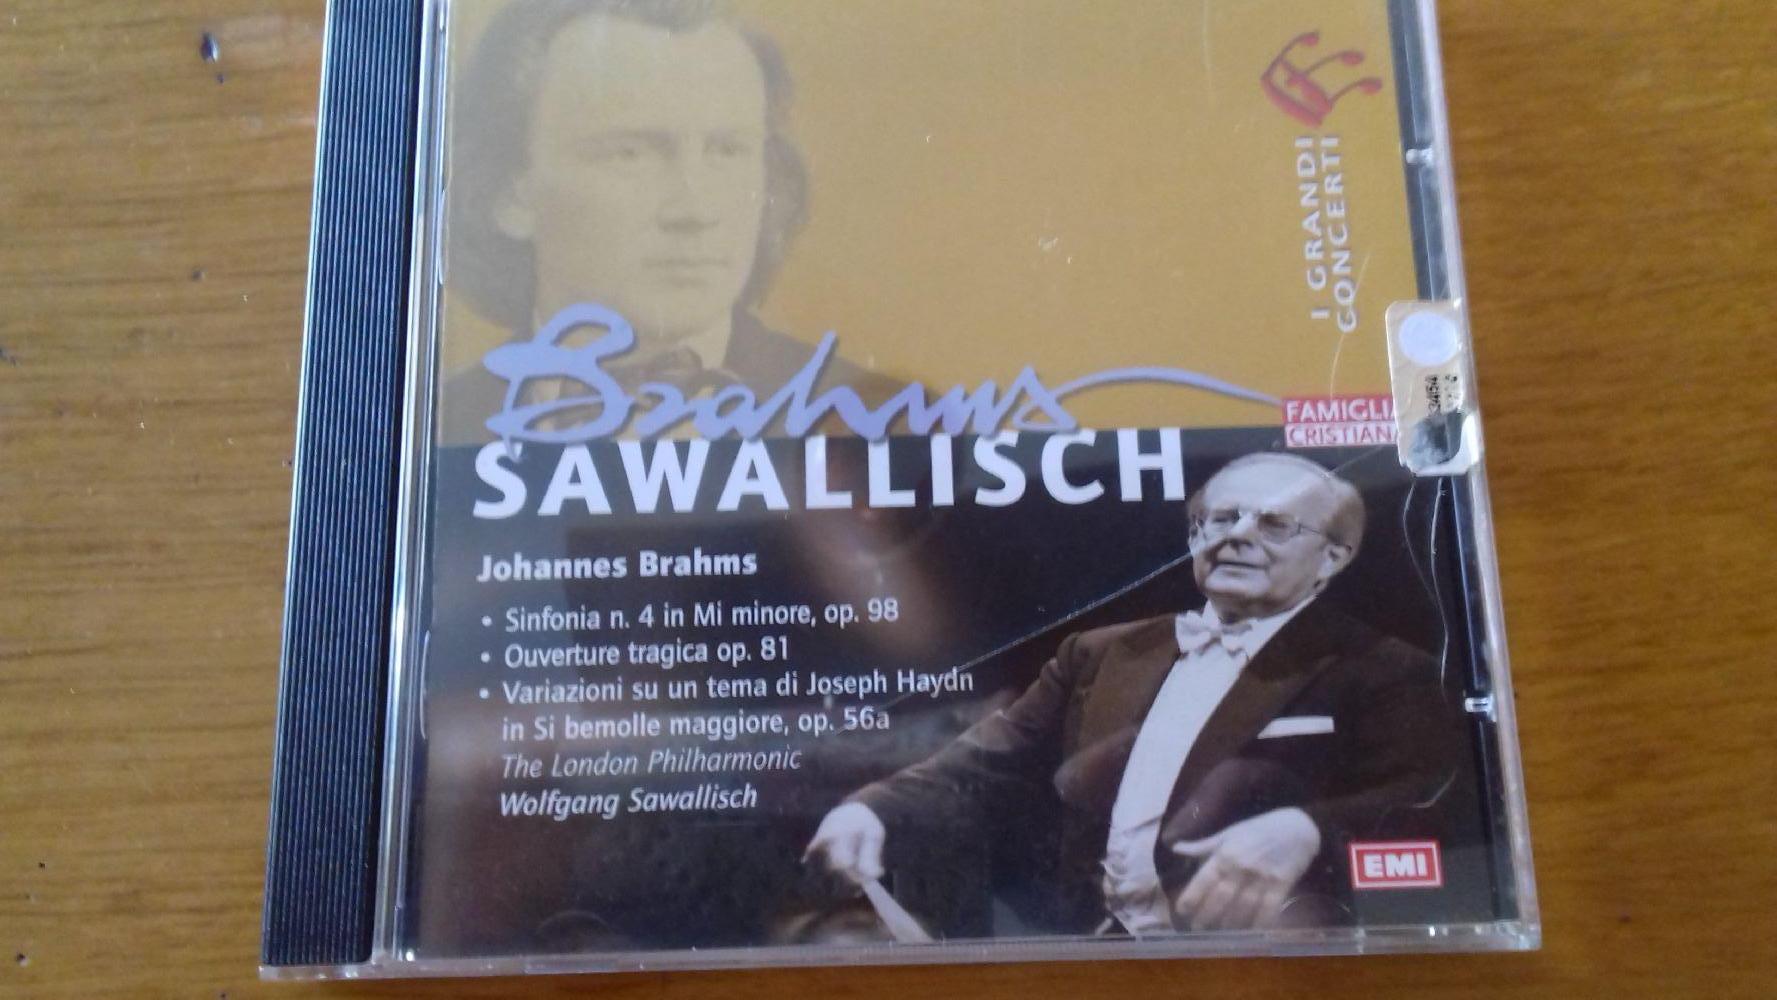 I GRANDI
CONCERTI
Brahms
FAMIGLIA
CRISTIANA
SAWALLISCH
Johannes Brahms
• Sinfonia n. 4 in Mi minore, op. 98
• Ouverture tragica op. 81
• Variazioni su un tema di Joseph Haydn
in Si bemolle maggiore, op. 56a
The London Philharmonic
Wolfgang Sawallisch
EMI